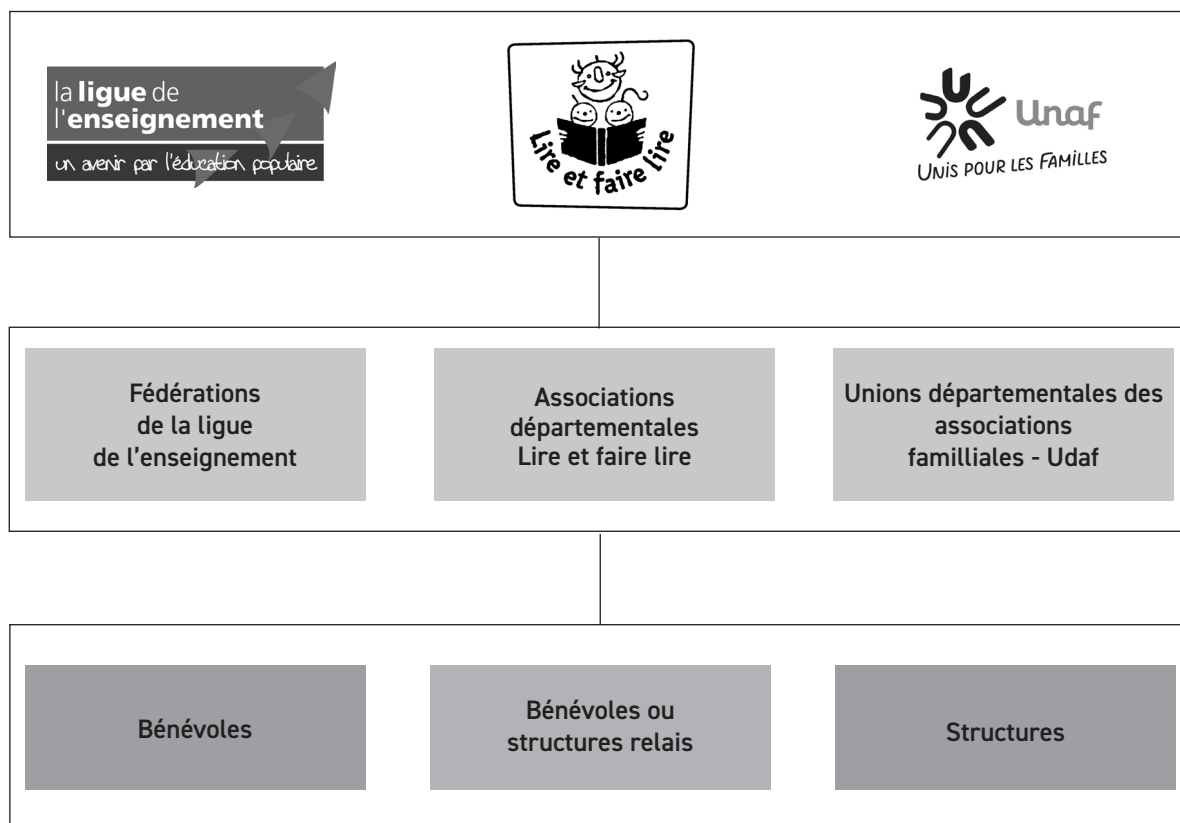 la ligue de
l'enseignement
un avenir par l'éducation populaire
Lire et faire lire
Unaf
UNIS POUR LES FAMILLES
Fédérations
de la ligue
de l'enseignement
Associations
départementales
Lire et faire lire
Unions départementales des
associations
familliales - Udaf
Bénévoles
Bénévoles ou
structures relais
Structures